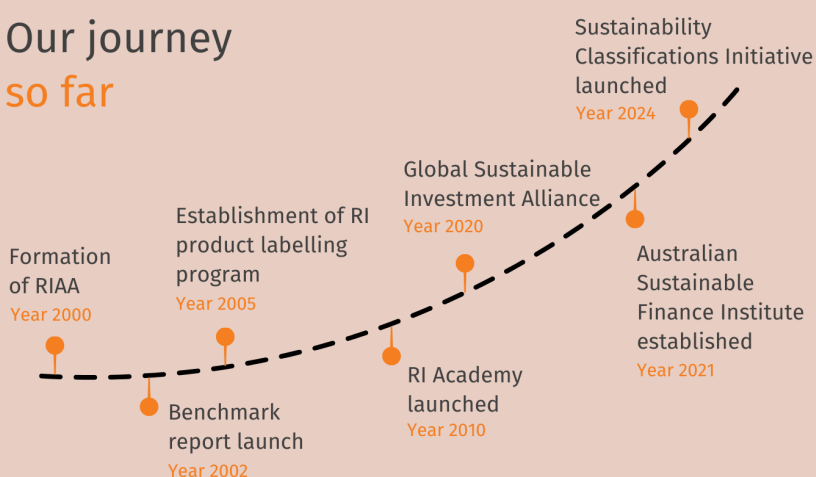 Our journey
so far
Formation
of RIAA
Year 2000
Benchmark
report launch
Year 2002
Establishment of RI
product labelling
program
Year 2005
RI Academy
launched
Year 2010
Global Sustainable
Investment Alliance
Year 2020
Australian
Sustainable
Finance Institute
established
Year 2021
Sustainability
Classifications Initiative
launched
Year 2024